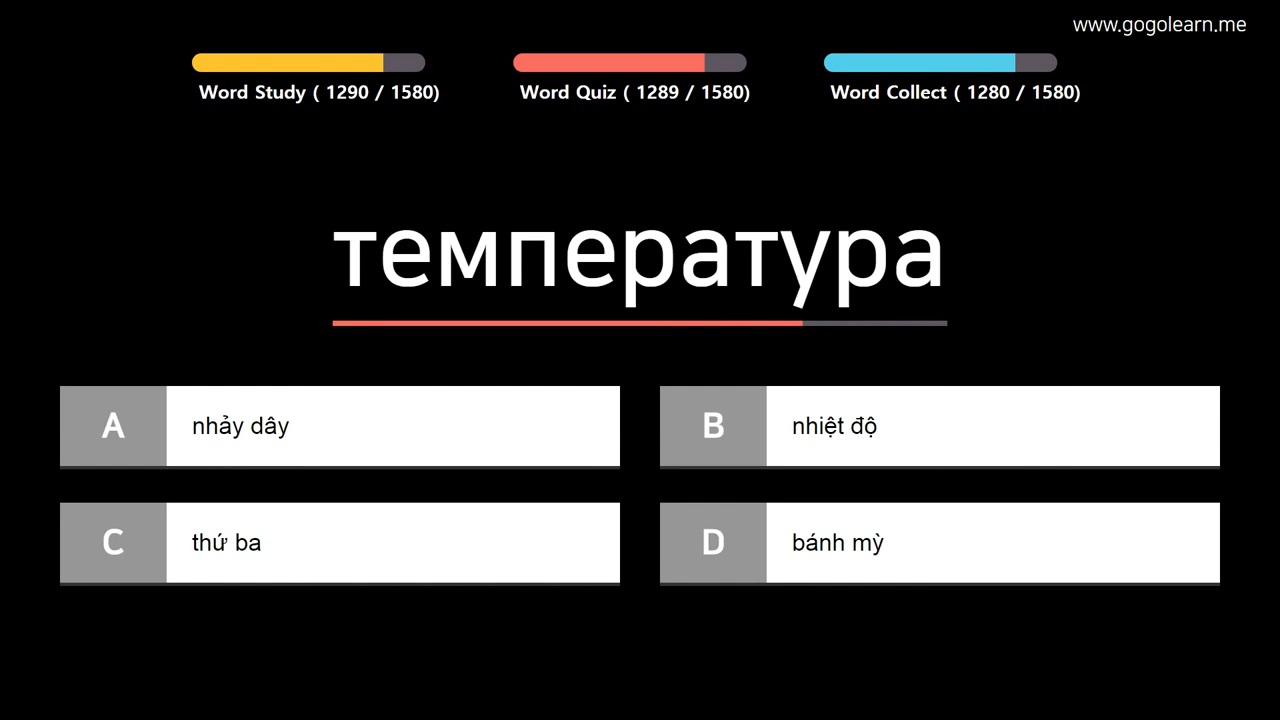 www.gogolearn.me
Word Study ( 1290 / 1580)
Word Quiz ( 1289 / 1580)
Word Collect ( 1280 / 1580)
температура
A nhảy dây
B nhiệt độ
C thứ ba
D bánh mỳ